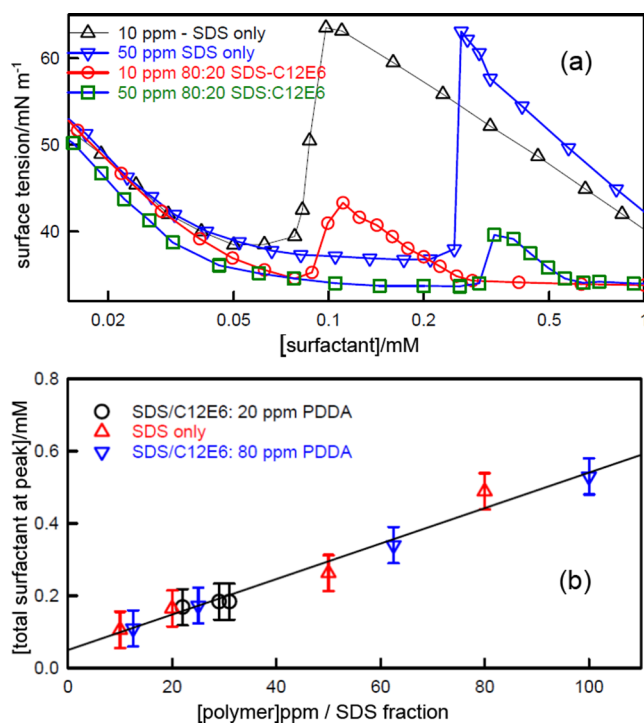 60
50
40
surface tension/mN m-1
10 ppm - SDS only
50 ppm SDS only
10 ppm 80:20 SDS-C12E6
50 ppm 80:20 SDS:C12E6
(a)
0.02
0.05
0.1
0.2
0.5
1
[surfactant]/mM
0.8
0.6
0.4
0.2
0.0
[total surfactant at peak]/mM
SDS/C12E6: 20 ppm PDDA
SDS only
SDS/C12E6: 80 ppm PDDA
(b)
0
20
40
60
80
100
[polymer]ppm / SDS fraction